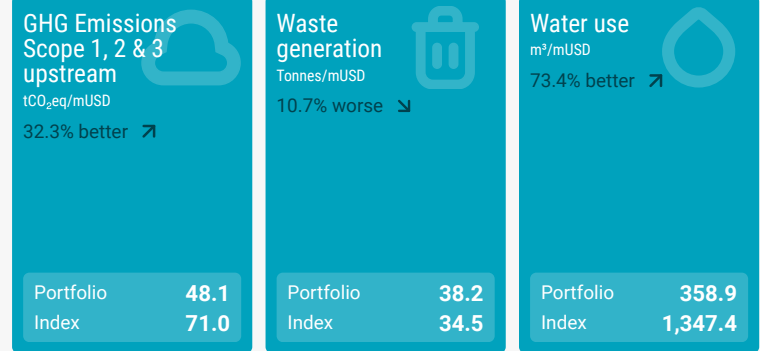 GHG Emissions
Scope 1, 2 & 3
upstream
tCO₂eq/mUSD
32.3% better
Portfolio 48.1
Index 71.0
Waste
generation
Tonnes/mUSD
10.7% worse
Portfolio 38.2
Index 34.5
Water use
m³/mUSD
73.4% better
Portfolio 358.9
Index 1,347.4